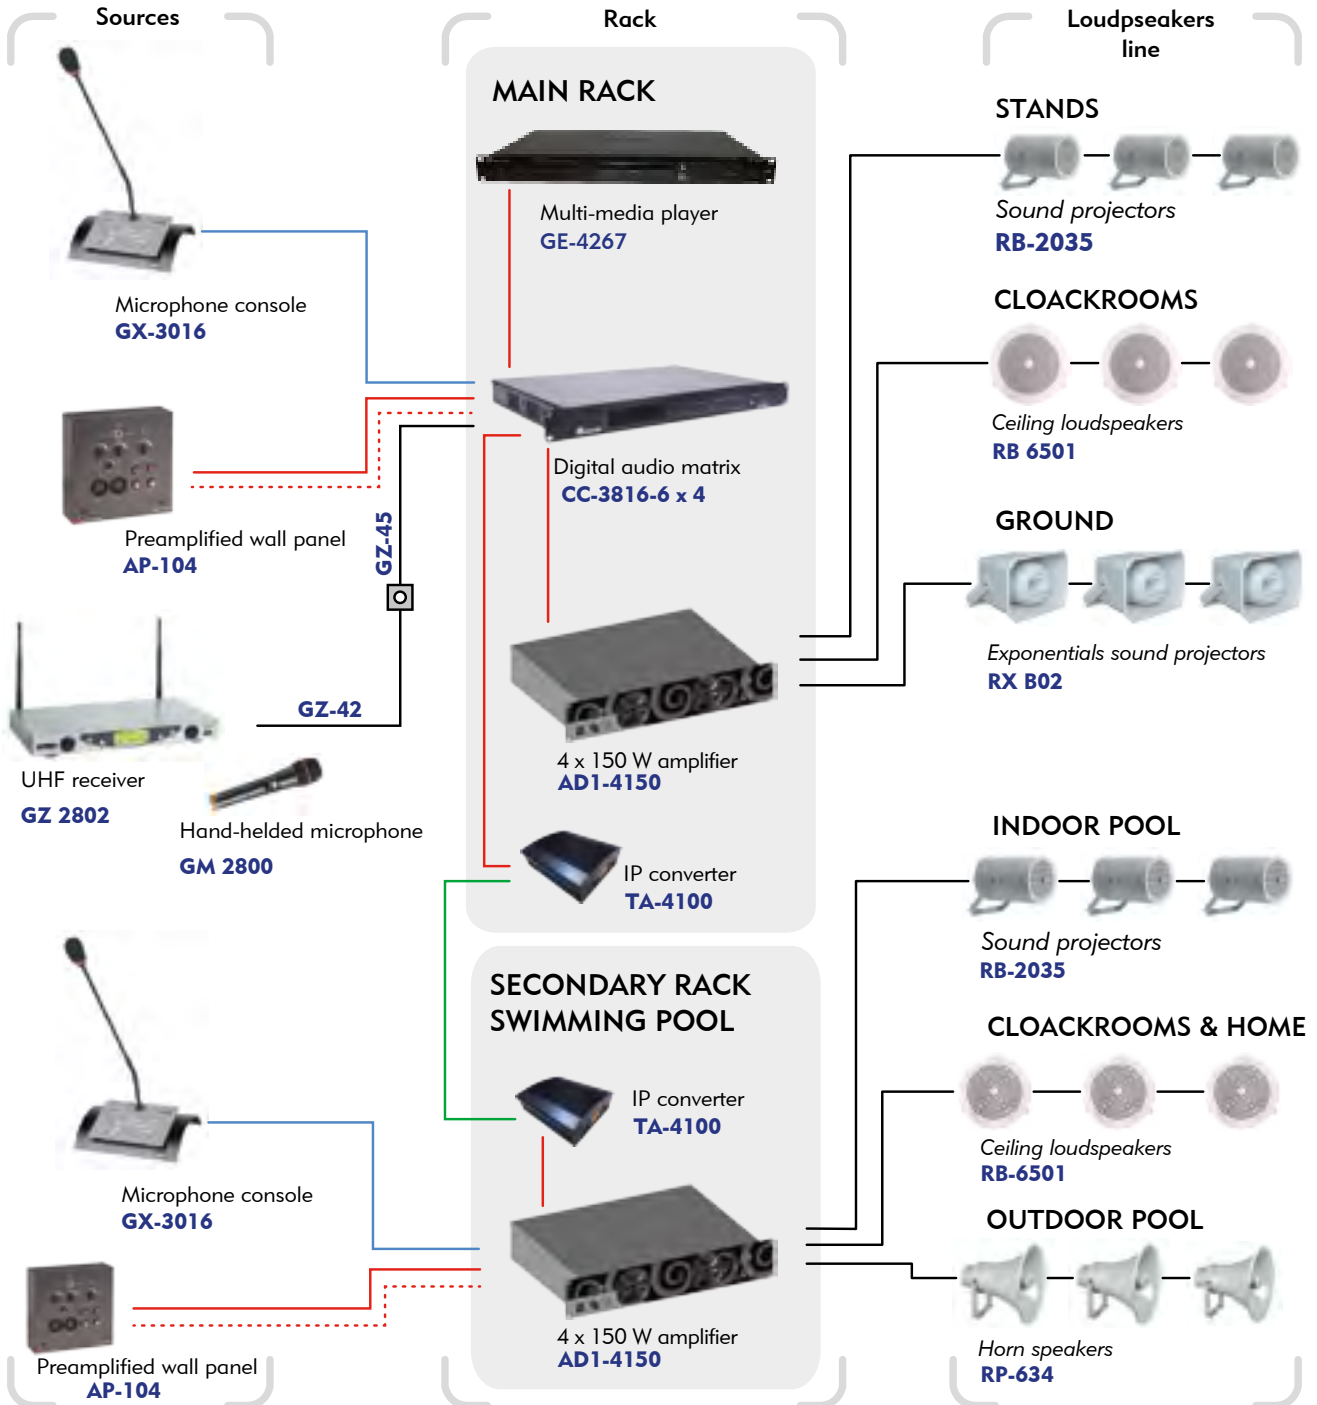 Sources
Rack
Loudpseakers
line
Microphone console
GX-3016
Preamplified wall panel
AP-104
GZ-45
GZ-42
UHF receiver
GZ 2802
Hand-helded microphone
GM 2800
Microphone console
GX-3016
Preamplified wall panel
AP-104
MAIN RACK
Multi-media player
GE-4267
Digital audio matrix
CC-3816-6 x 4
4 x 150 W amplifier
AD1-4150
IP converter
TA-4100
SECONDARY RACK
SWIMMING POOL
IP converter
TA-4100
4 x 150 W amplifier
AD1-4150
STANDS
Sound projectors
RB-2035
CLOACKROOMS
Ceiling loudspeakers
RB 6501
GROUND
Exponentials sound projectors
RX B02
INDOOR POOL
Sound projectors
RB-2035
CLOACKROOMS & HOME
Ceiling loudspeakers
RB-6501
OUTDOOR POOL
Horn speakers
RP-634